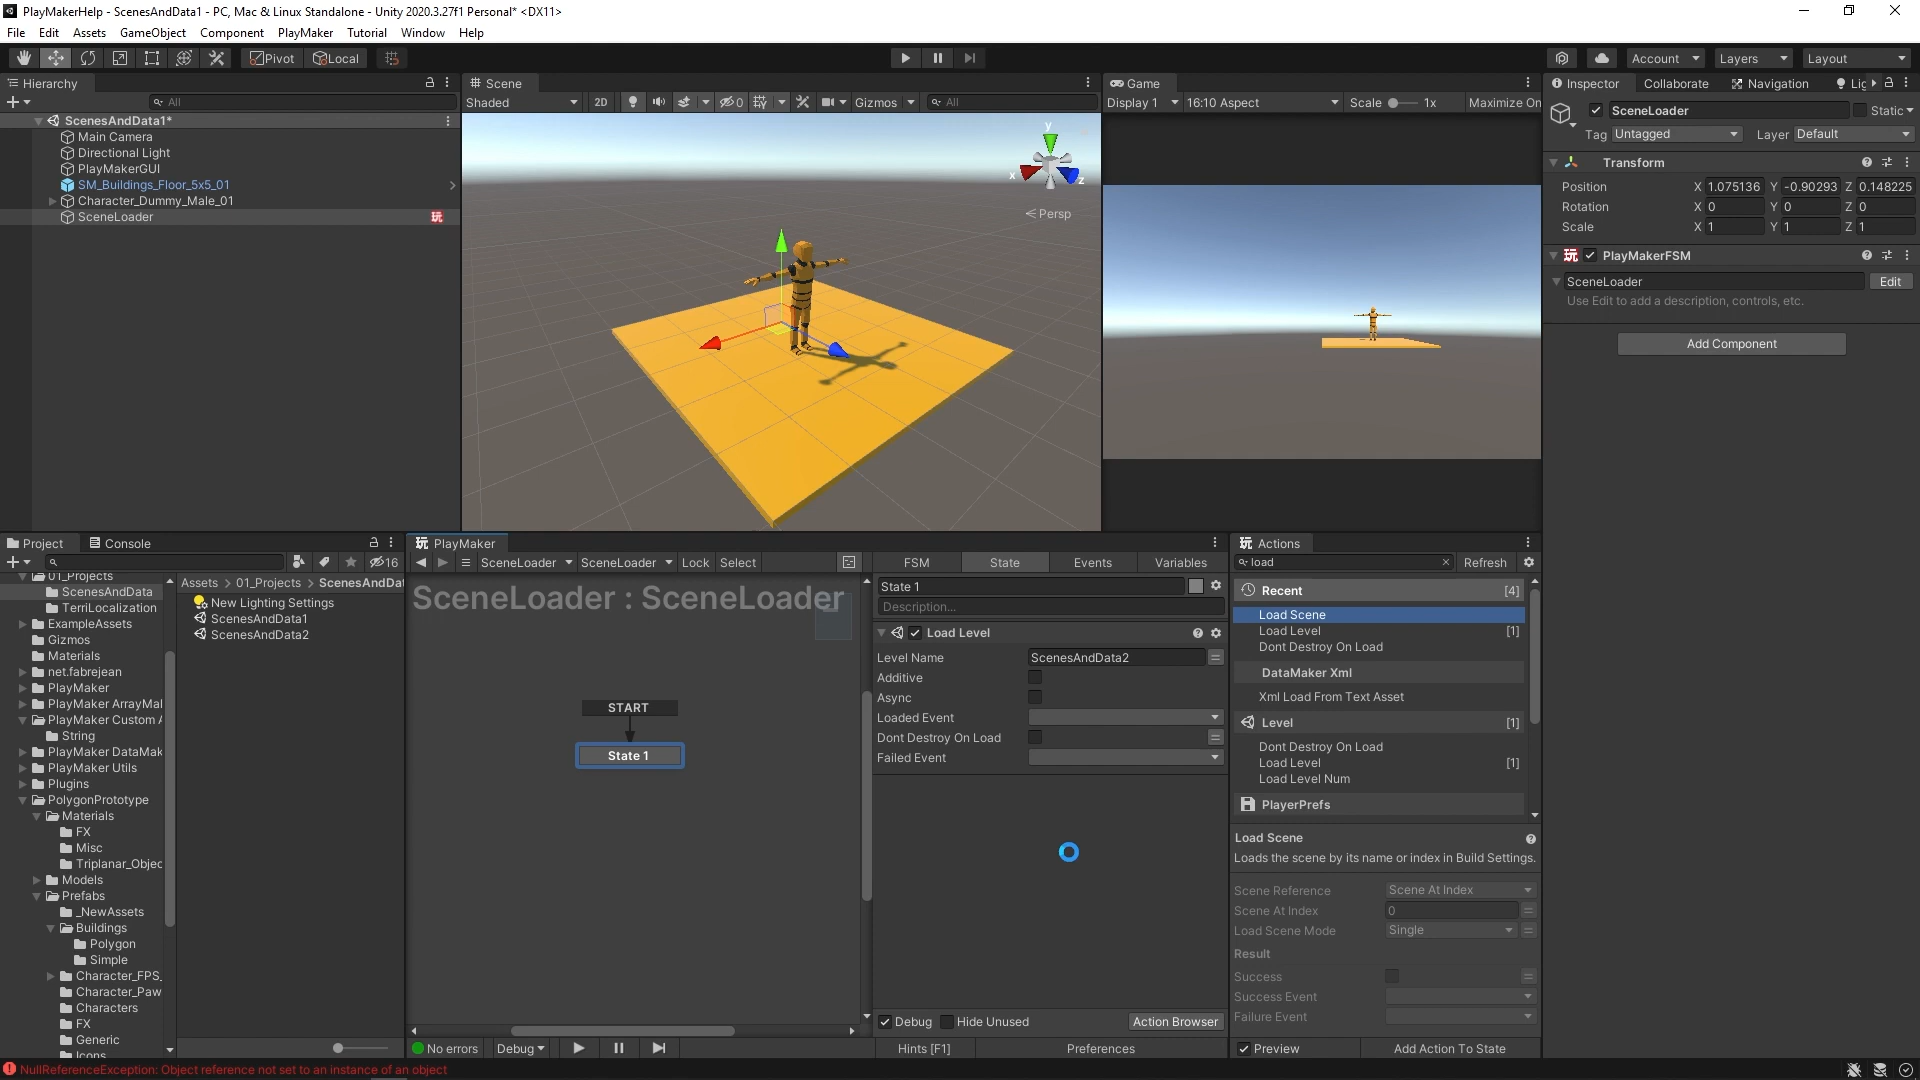 PlayMakerHelp - ScenesAndData1 - PC, Mac & Linux Standalone - Unity 2020.3.27f1 Personal* <DX11>
File Edit Assets GameObject Component PlayMaker Tutorial Window Help
Pivot Local Account Layers Layout
Hierarchy
All
ScenesAndData1*
Main Camera
Directional Light
PlayMakerGUI
SM_Buildings_Floor_5x5_01
Character_Dummy_Male_01
SceneLoader
Scene
Shaded 2D 0 Gizmos All
y
x
z
Persp
Game
Display 1 16:10 Aspect Scale 1x Maximize On
Inspector Collaborate Navigation Lig
SceneLoader Static
Tag Untagged Layer Default
Transform
Position X 1.075136 Y -0.90293 Z 0.148225
Rotation X 0 Y 0 Z 0
Scale X 1 Y 1 Z 1
PlayMakerFSM
SceneLoader Edit
Use Edit to add a description, controls, etc.
Add Component
Project Console
16
01_Projects
ScenesAndData
TerriLocalization
ExampleAssets
Gizmos
Materials
net.fabrejean
PlayMaker
PlayMaker ArrayMal
PlayMaker Custom A
String
PlayMaker DataMak
PlayMaker Utils
Plugins
PolygonPrototype
Materials
FX
Misc
Triplanar_Objec
Models
Prefabs
_NewAssets
Buildings
Polygon
Simple
Character_FPS_
Character_Paw
Characters
FX
Generic
Icons
Assets > 01_Projects > ScenesAndDat
New Lighting Settings
ScenesAndData1
ScenesAndData2
PlayMaker
SceneLoader SceneLoader Lock Select
SceneLoader : SceneLoader
START
State 1
No errors Debug
FSM State Events Variables
State 1
Description...
Load Level
Level Name ScenesAndData2
Additive
Async
Loaded Event
Dont Destroy On Load
Failed Event
Debug Hide Unused Action Browser
Hints [F1] Preferences
Actions
load Refresh
Recent [4]
Load Scene
Load Level [1]
Dont Destroy On Load
DataMaker Xml
Xml Load From Text Asset
Level [1]
Dont Destroy On Load
Load Level [1]
Load Level Num
PlayerPrefs
Load Scene
Loads the scene by its name or index in Build Settings.
Scene Reference Scene At Index
Scene At Index 0
Load Scene Mode Single
Result
Success
Success Event
Failure Event
Preview Add Action To State
NullReferenceException: Object reference not set to an instance of an object